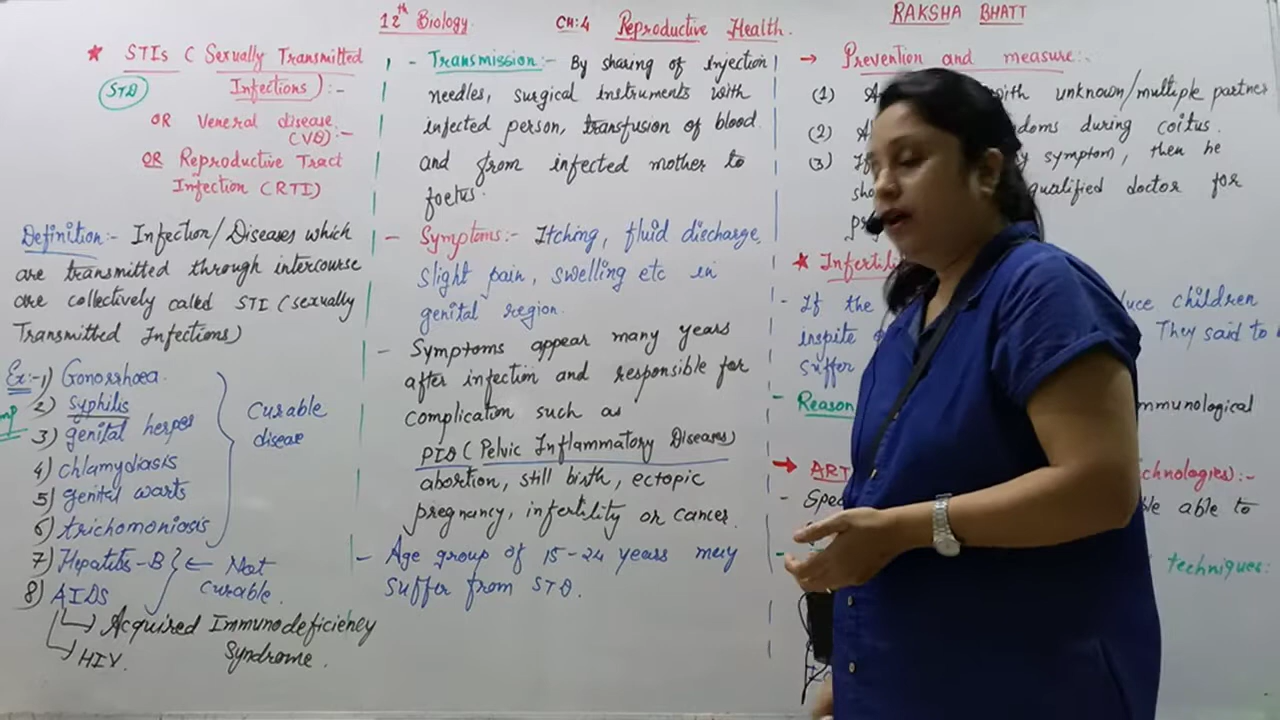 12th Biology
CH:4 Reproductive Health.
RAKSHA BHATT
* STIs (Sexually Transmitted
Infections):-
STD
OR Veneral disease
(VD):-
OR Reproductive Tract
Infection (RTI)
Definition:- Infection/Diseases which
are transmitted through intercourse
are collectively called STI (sexually
Transmitted Infections)
Ex:-1) Gonorrhoea.
2) Syphilis
3) genital herpes
4) chlamydiasis
5) genital warts
6) trichomoniosis
Curable
disease
7) Hepatitis-B
8) AIDS
← Not
curable.
→ Acquired Immunodeficiency
Syndrome.
→ HIV.
- Transmission:- By sharing of injection
needles, surgical instruments with
infected person, transfusion of blood.
and from infected mother to
foetus.
- Symptoms:- Itching, fluid discharge,
slight pain, swelling etc in
genital region.
- Symptoms appear many years
after infection and responsible for
complication such as
PID (Pelvic Inflammatory Diseases)
abortion, still birth, ectopic
pregnancy, infertility or cancer.
- Age group of 15-24 years may
suffer from STD.
→ Prevention and measure:-
(1) with unknown/multiple partner
(2) during coitus.
(3) If symptom, then he
qualified doctor for
*
- If the children
inspite They said to
suffer
- Reason
→ ART
-
able to
techniques: